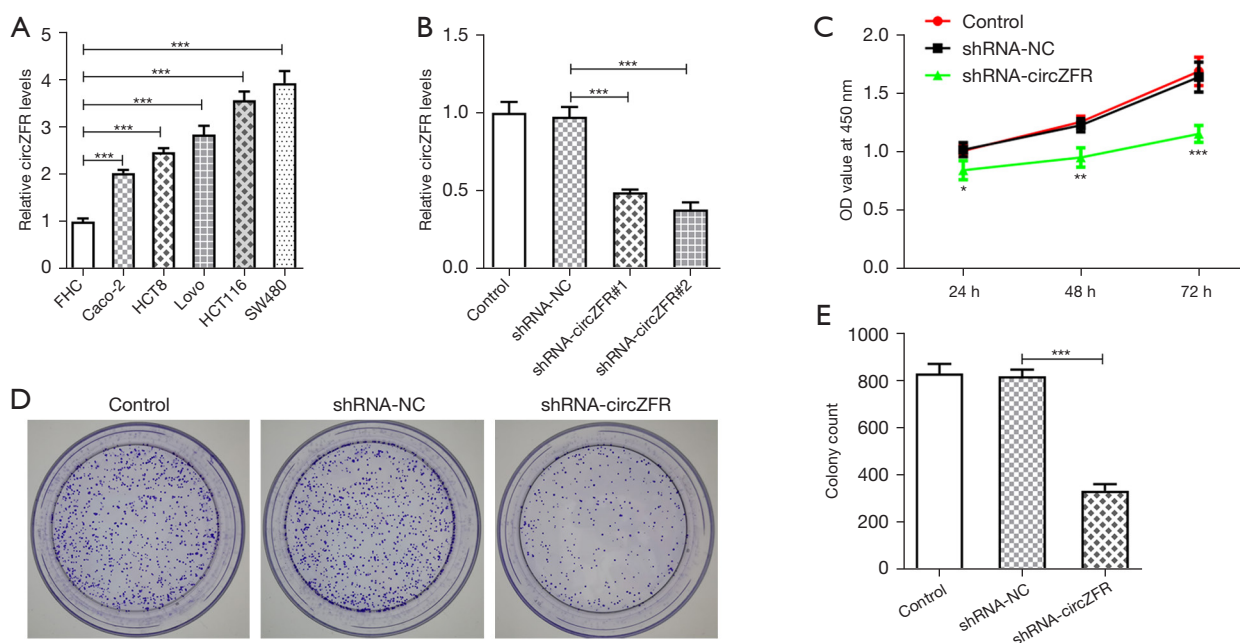 A
Relative circZFR levels
5
4
3
2
1
0
***
***
***
***
***
FHC
Caco-2
HCT8
Lovo
HCT116
SW480
B
Relative circZFR levels
1.5
1.0
0.5
0.0
***
***
Control
shRNA-NC
shRNA-circZFR#1
shRNA-circZFR#2
C
Control
shRNA-NC
shRNA-circZFR
OD value at 450 nm
2.0
1.5
1.0
0.5
0.0
*
**
***
24 h
48 h
72 h
D
Control
shRNA-NC
shRNA-circZFR
E
Colony count
1000
800
600
400
200
0
***
Control
shRNA-NC
shRNA-circZFR